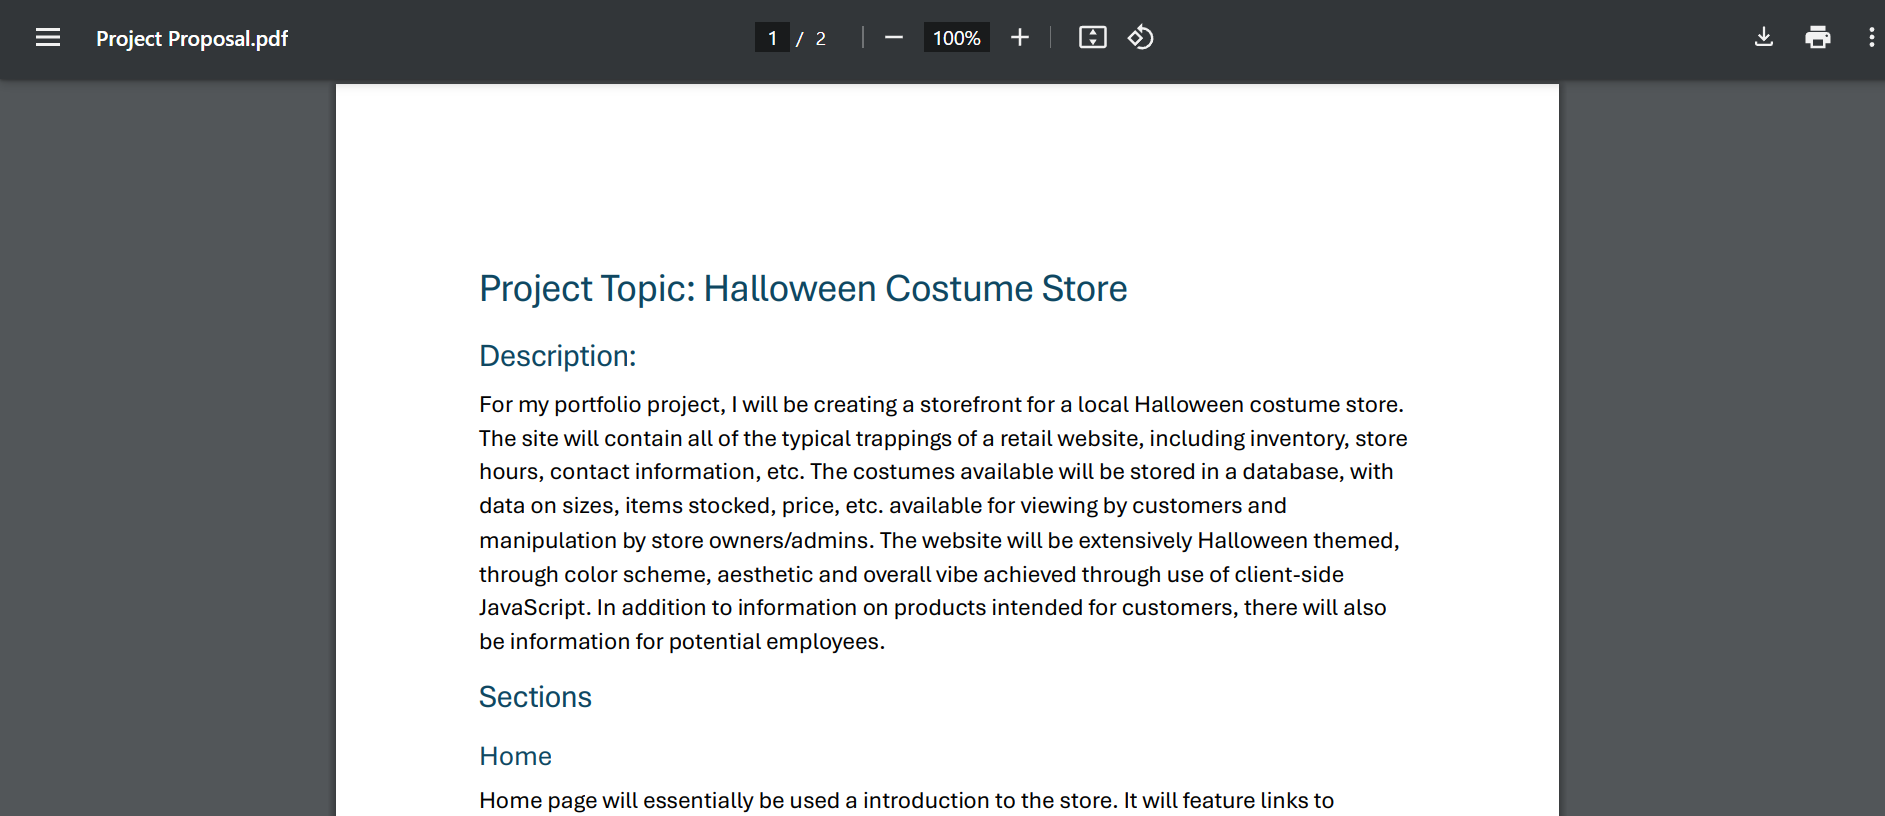 Project Proposal.pdf
1 / 2
100%
Project Topic: Halloween Costume Store
Description:
For my portfolio project, I will be creating a storefront for a local Halloween costume store.
The site will contain all of the typical trappings of a retail website, including inventory, store
hours, contact information, etc. The costumes available will be stored in a database, with
data on sizes, items stocked, price, etc. available for viewing by customers and
manipulation by store owners/admins. The website will be extensively Halloween themed,
through color scheme, aesthetic and overall vibe achieved through use of client-side
JavaScript. In addition to information on products intended for customers, there will also
be information for potential employees.
Sections
Home
Home page will essentially be used a introduction to the store. It will feature links to